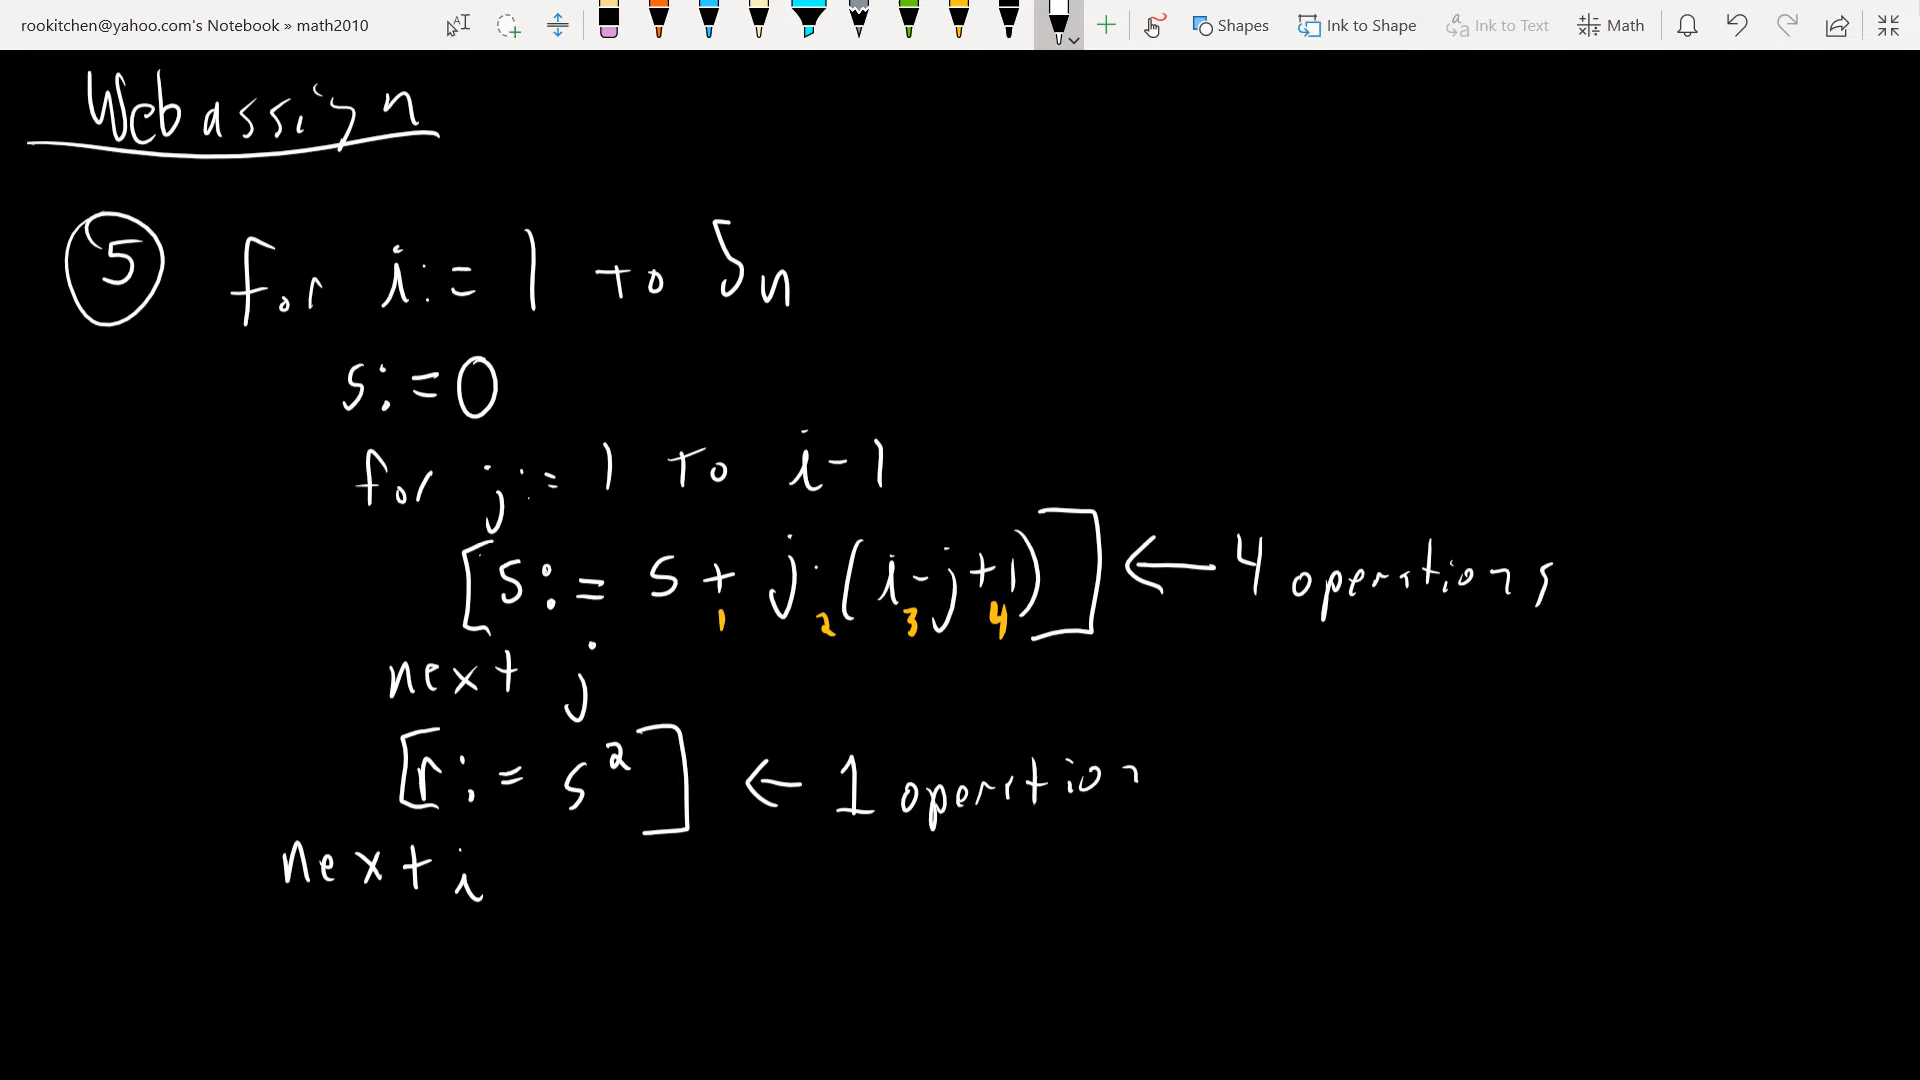 rookitchen@yahoo.com's Notebook » math2010
Shapes Ink to Shape Ink to Text Math
Webassign
5 for i := 1 to 5n
s := 0
for j := 1 to i-1
[s := s + j·(i-j+1)] ← 4 operations
1 2 3 4
next j
[r := s²] ← 1 operation
next i